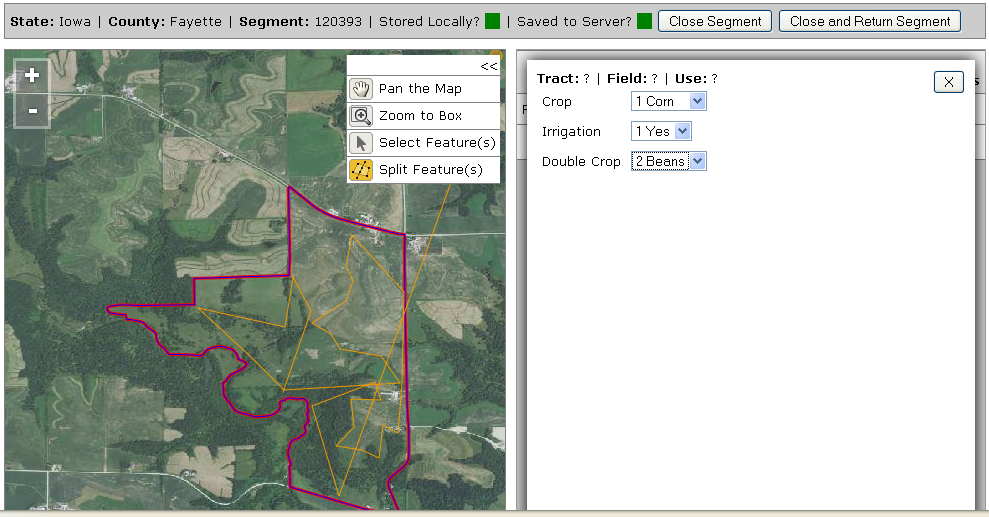 State: Iowa | County: Fayette | Segment: 120393 | Stored Locally? | Saved to Server? Close Segment Close and Return Segment
+
-
<<
Pan the Map
Zoom to Box
Select Feature(s)
Split Feature(s)
Tract: ? | Field: ? | Use: ? X
Crop 1 Corn
Irrigation 1 Yes
Double Crop 2 Beans